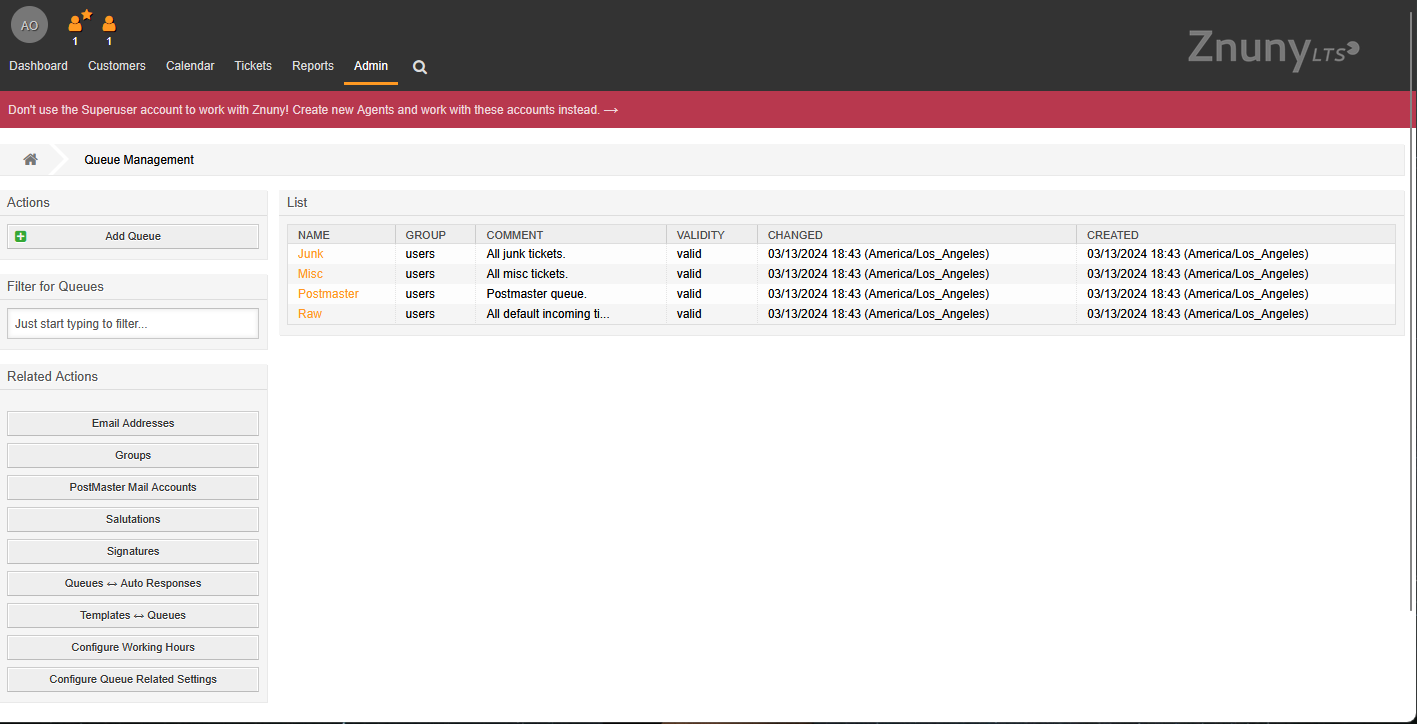 AO
1 1
Dashboard Customers Calendar Tickets Reports Admin
Znuny LTS
Don't use the Superuser account to work with Znuny! Create new Agents and work with these accounts instead. →
Queue Management
Actions
Add Queue
Filter for Queues
Just start typing to filter...
Related Actions
Email Addresses
Groups
PostMaster Mail Accounts
Salutations
Signatures
Queues ↔ Auto Responses
Templates ↔ Queues
Configure Working Hours
Configure Queue Related Settings
List
NAME GROUP COMMENT VALIDITY CHANGED CREATED
Junk users All junk tickets. valid 03/13/2024 18:43 (America/Los_Angeles) 03/13/2024 18:43 (America/Los_Angeles)
Misc users All misc tickets. valid 03/13/2024 18:43 (America/Los_Angeles) 03/13/2024 18:43 (America/Los_Angeles)
Postmaster users Postmaster queue. valid 03/13/2024 18:43 (America/Los_Angeles) 03/13/2024 18:43 (America/Los_Angeles)
Raw users All default incoming ti... valid 03/13/2024 18:43 (America/Los_Angeles) 03/13/2024 18:43 (America/Los_Angeles)